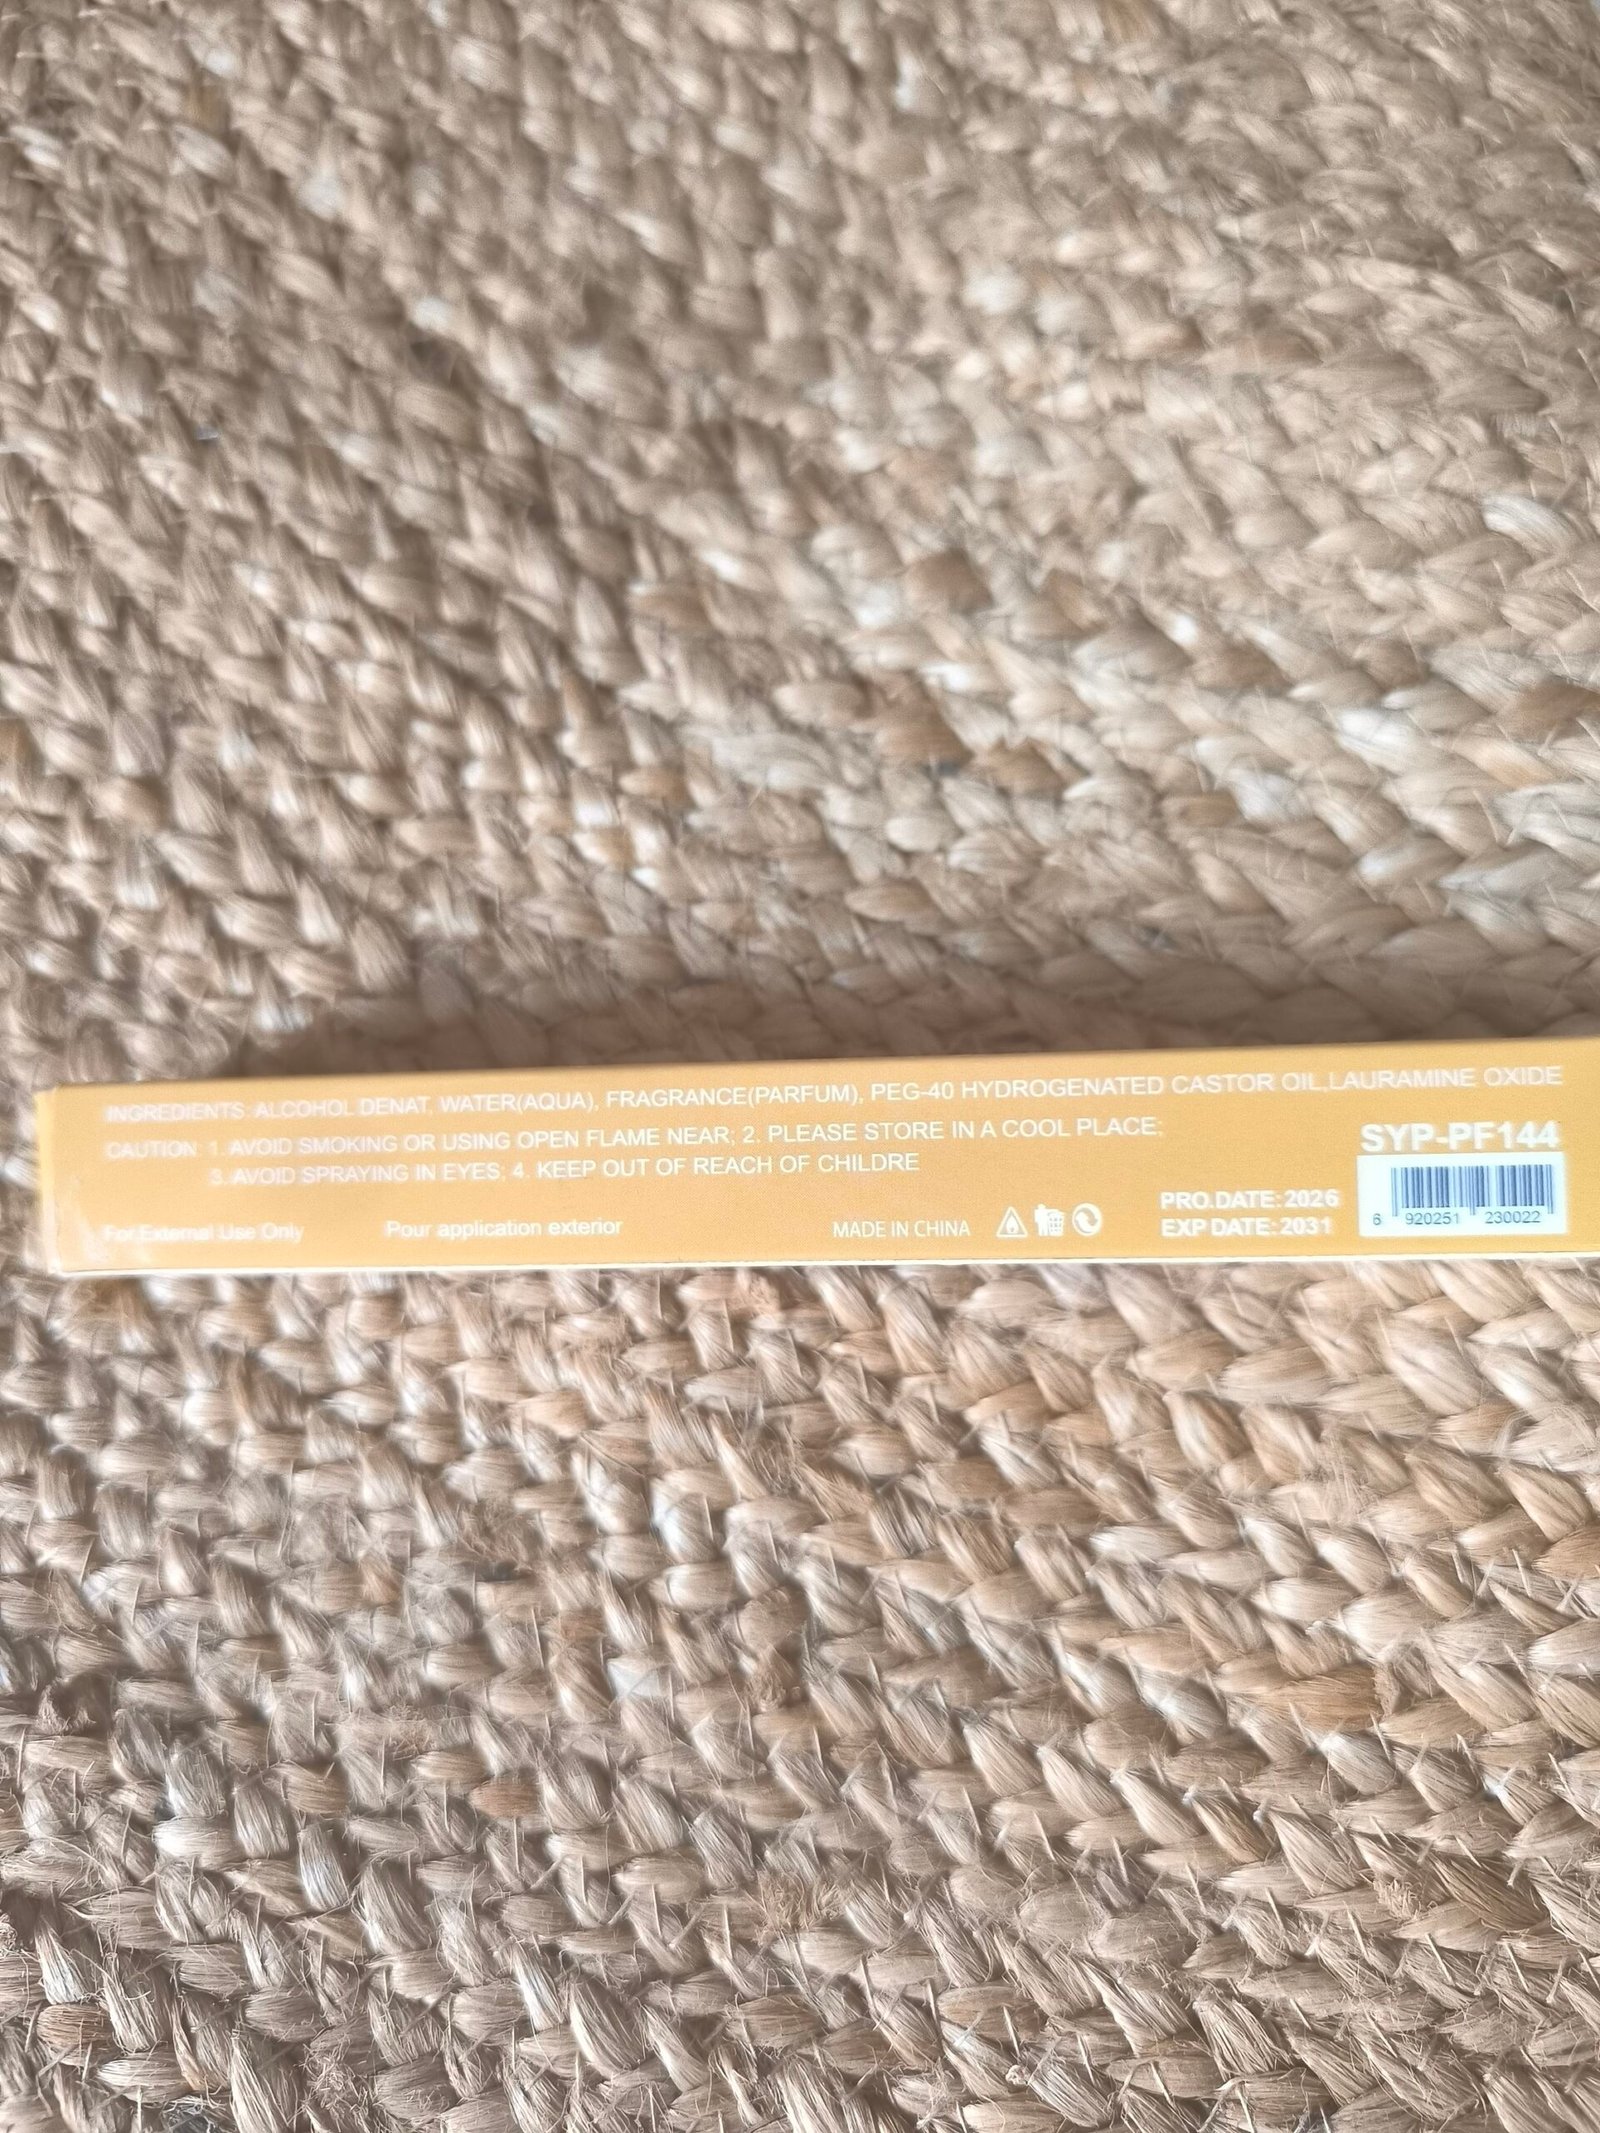 INGREDIENTS: ALCOHOL DENAT, WATER(AQUA), FRAGRANCE(PARFUM), PEG-40 HYDROGENATED CASTOR OIL,LAURAMINE OXIDE
CAUTION: 1. AVOID SMOKING OR USING OPEN FLAME NEAR; 2. PLEASE STORE IN A COOL PLACE;
3. AVOID SPRAYING IN EYES; 4. KEEP OUT OF REACH OF CHILDRE
For External Use Only
Pour application exterior
MADE IN CHINA
PRO.DATE: 2026
EXP DATE: 2031
SYP-PF144
6 920251 230022